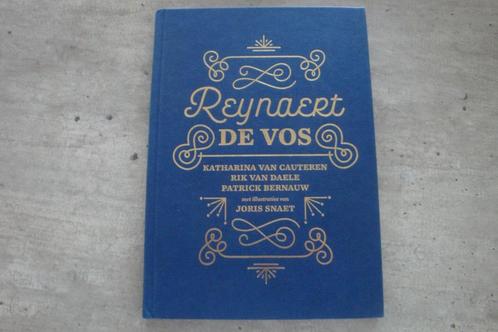 Reynaert
DE VOS
KATHARINA VAN CAUTEREN
RIK VAN DAELE
PATRICK BERNAUW
met illustraties van
JORIS SNAET